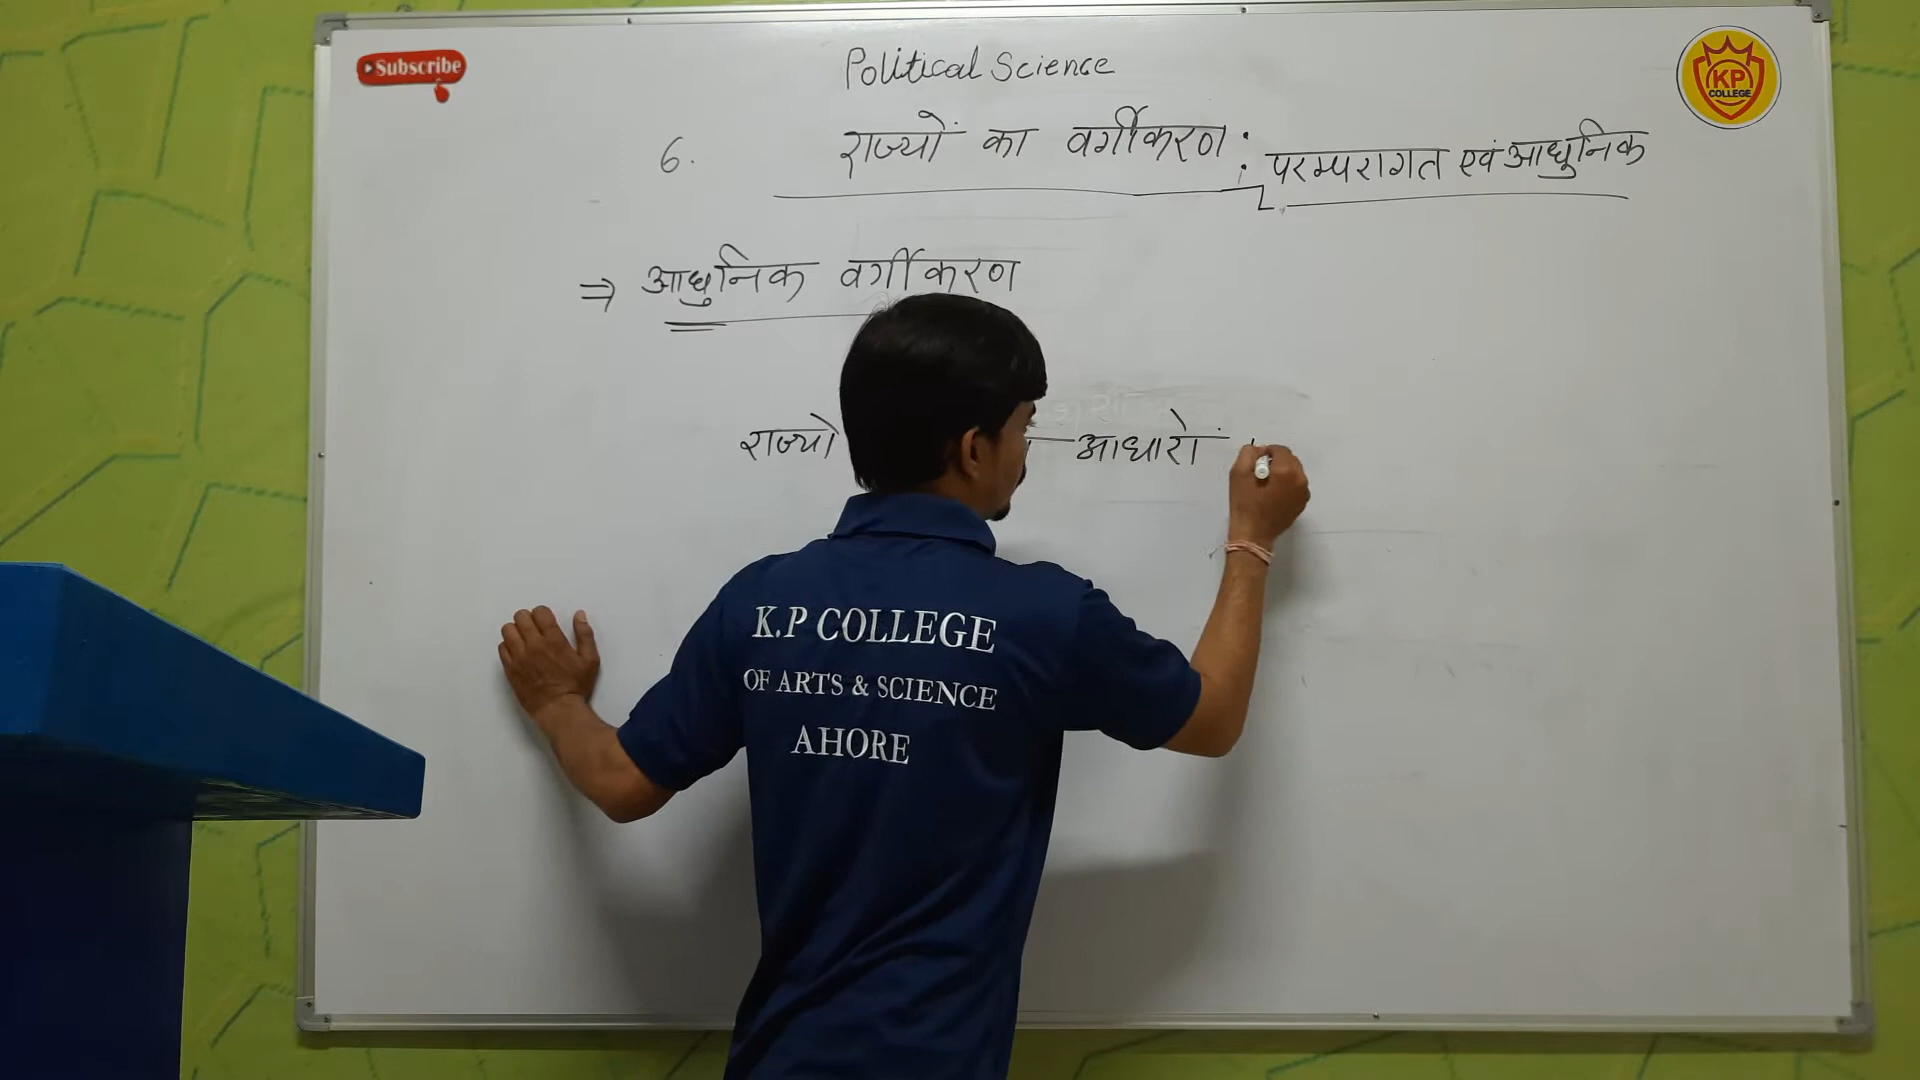 Subscribe
Political Science
KP
COLLEGE
6. राज्यों का वर्गीकरण : परम्परागत एवं आधुनिक
⇒ आधुनिक वर्गीकरण
राज्यो आधारों
K.P COLLEGE
OF ARTS & SCIENCE
AHORE